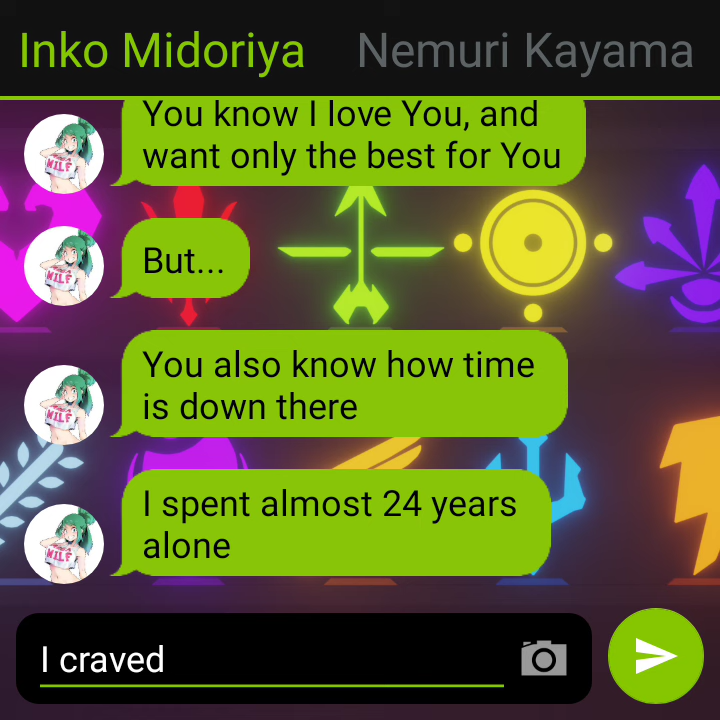 Inko Midoriya Nemuri Kayama
You know I love You, and
want only the best for You
But...
You also know how time
is down there
I spent almost 24 years
alone
I craved